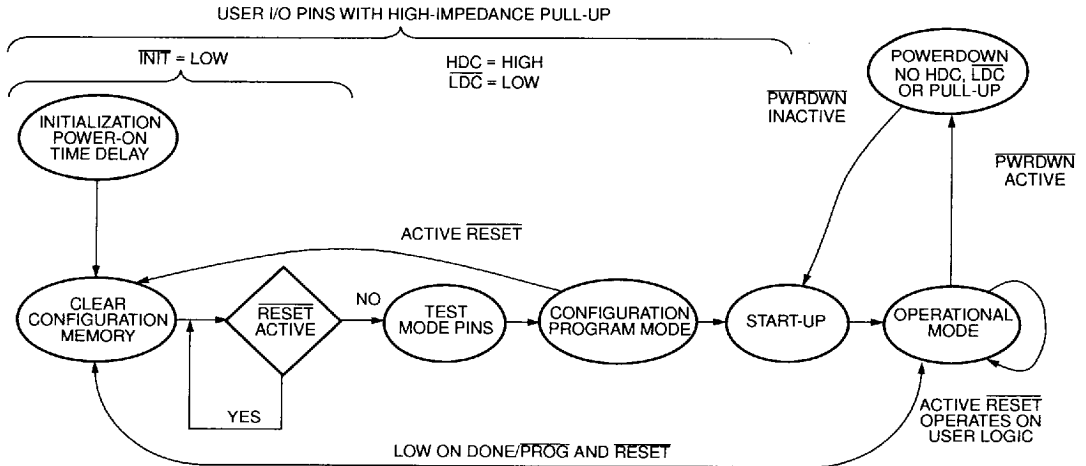 USER I/O PINS WITH HIGH-IMPEDANCE PULL-UP
INIT = LOW
HDC = HIGH
LDC = LOW
POWERDOWN
NO HDC, LDC
OR PULL-UP
INITIALIZATION
POWER-ON
TIME DELAY
PWRDWN
INACTIVE
PWRDWN
ACTIVE
ACTIVE RESET
CLEAR
CONFIGURATION
MEMORY
RESET
ACTIVE
NO
TEST
MODE PINS
CONFIGURATION
PROGRAM MODE
START-UP
OPERATIONAL
MODE
YES
ACTIVE RESET
OPERATES ON
USER LOGIC
LOW ON DONE/PROG AND RESET